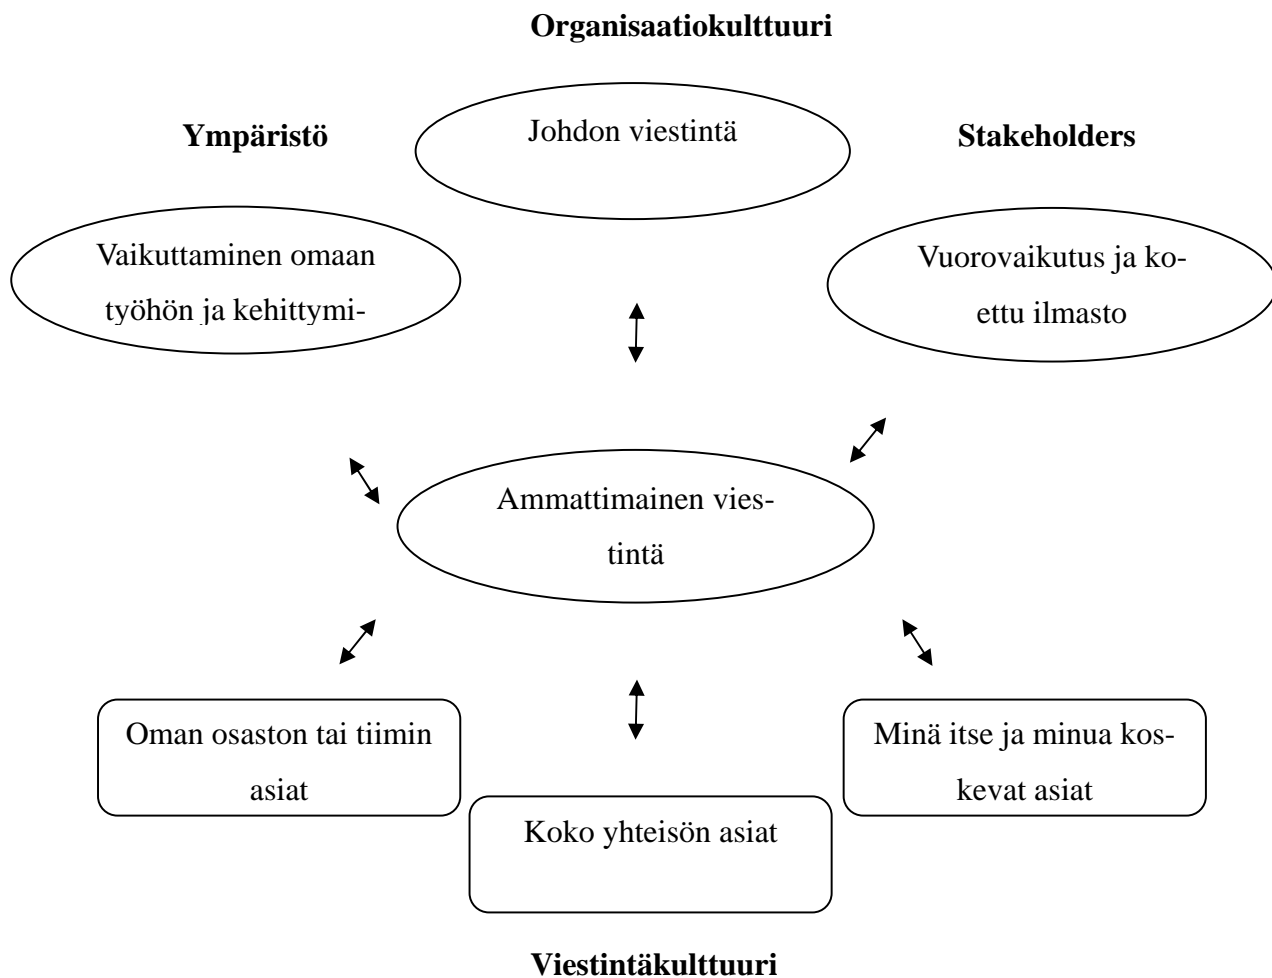 Organisaatiokulttuuri
Ympäristö
Johdon viestintä
Stakeholders
Vaikuttaminen omaan
työhön ja kehittymi-
Vuorovaikutus ja ko-
ettu ilmasto
Ammattimainen vies-
tintä
Oman osaston tai tiimin
asiat
Koko yhteisön asiat
Minä itse ja minua kos-
kevat asiat
Viestintäkulttuuri